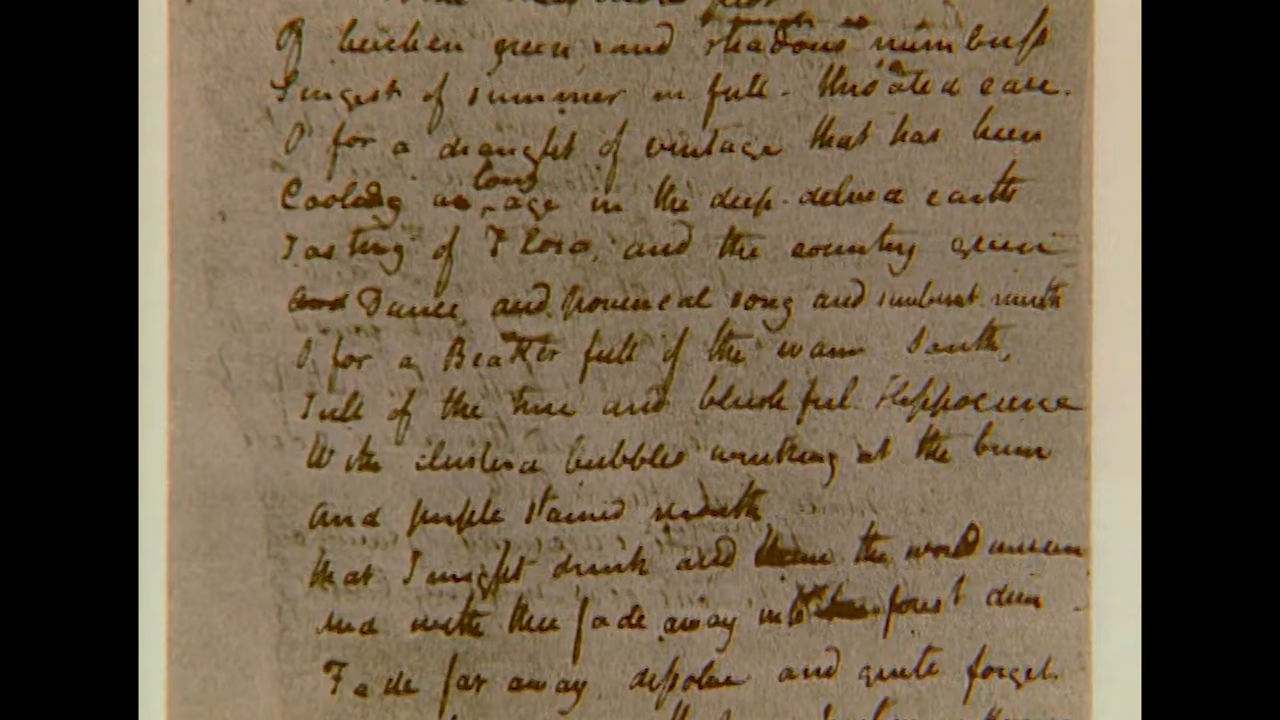 Of beechen green, and shadows numberless
Singest of summer in full-throated ease.
O for a draught of vintage that has been
Cooling an long age in the deep-delved earth
Tasting of Flora, and the country green
And Dance and provencal song and sunburnt mirth
O for a Beaker full of the warm South,
Full of the true and blushful Hippocrene
With clustered bubbles winking at the brim
And purple stained mouth
That I might drink and the world unseen
And with thee fade away into forest dim
Fade far away dissolve and quite forget